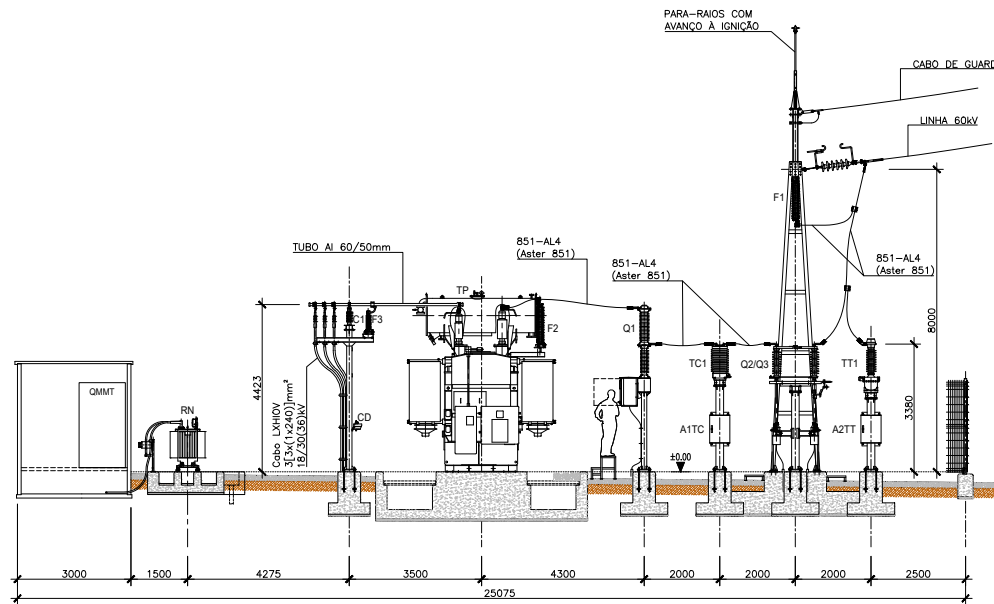 PARA-RAIOS COM
AVANÇO À IGNIÇÃO
CABO DE GUARD
LINHA 60kV
F1
851-AL4
(Aster 851)
TUBO Al 60/50mm
851-AL4
(Aster 851)
851-AL4
(Aster 851)
TP
C1
F3
F2
Q1
TC1
Q2/Q3
TT1
8000
3380
4423
QMMT
RN
Cabo LXHIOV
3[3x(1x240)]mm²
18/30(36)kV
CD
A1TC
A2TT
±0.00
3000
1500
4275
3500
4300
2000
2000
2000
2500
25075